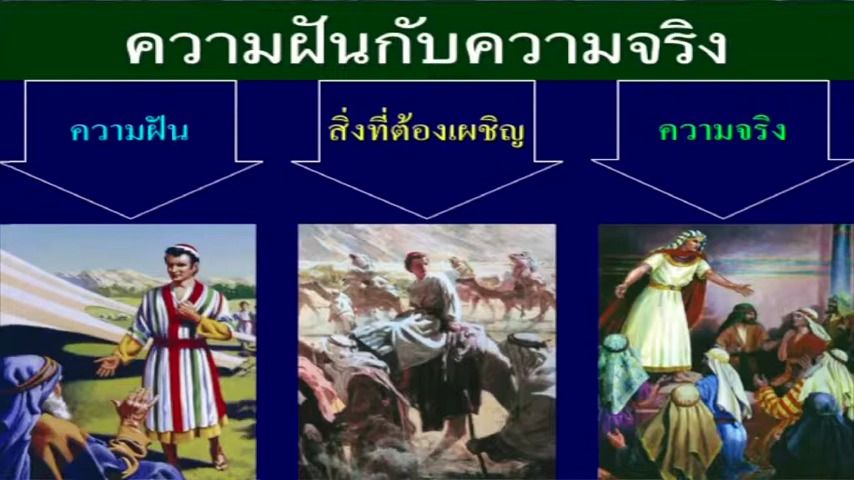 ความฝันกับความจริง
ความฝัน
สิ่งที่ต้องเผชิญ
ความจริง